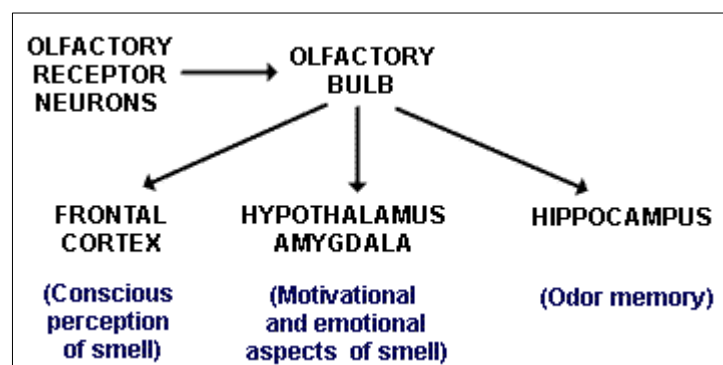 OLFACTORY
RECEPTOR
NEURONS
OLFACTORY
BULB
FRONTAL
CORTEX
(Conscious
perception
of smell)
HYPOTHALAMUS
AMYGDALA
(Motivational
and emotional
aspects of smell)
HIPPOCAMPUS
(Odor memory)